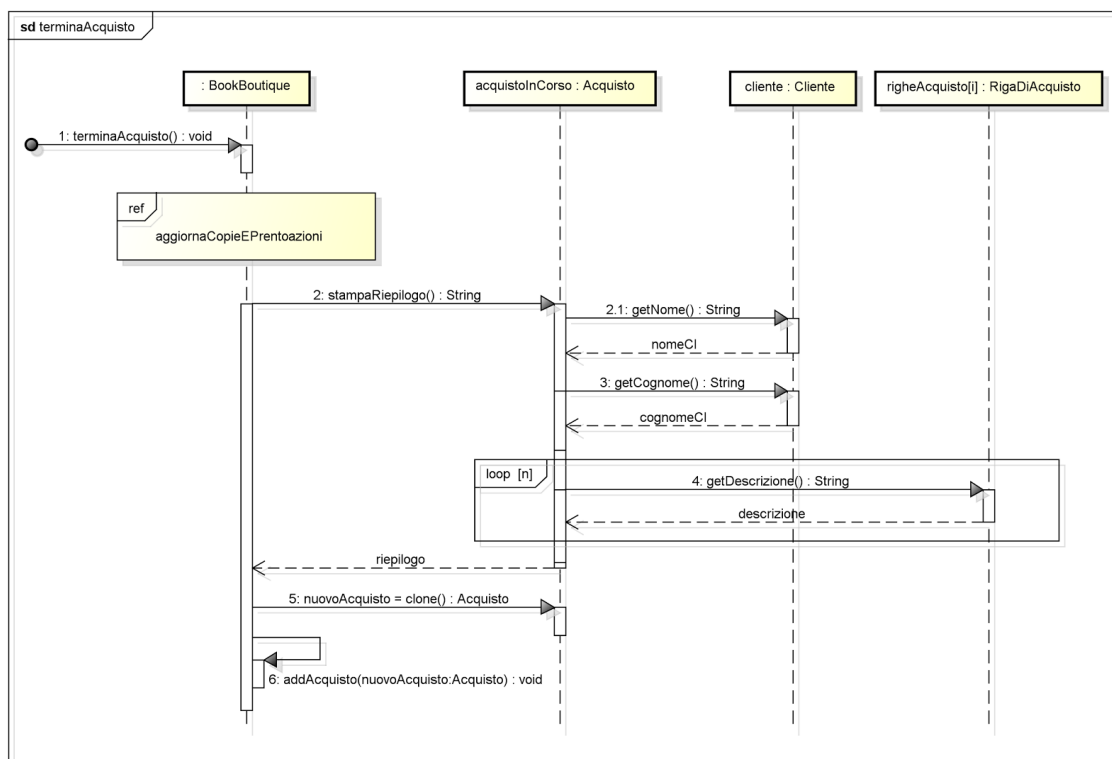 sd terminaAcquisto
: BookBoutique
acquistoInCorso : Acquisto
cliente : Cliente
righeAcquisto[i] : RigaDiAcquisto
1: terminaAcquisto() : void
ref
aggiornaCopieEPrentoazioni
2: stampaRiepilogo() : String
2.1: getNome() : String
nomeCl
3: getCognome() : String
cognomeCl
loop [n]
4: getDescrizione() : String
descrizione
riepilogo
5: nuovoAcquisto = clone() : Acquisto
6: addAcquisto(nuovoAcquisto:Acquisto) : void